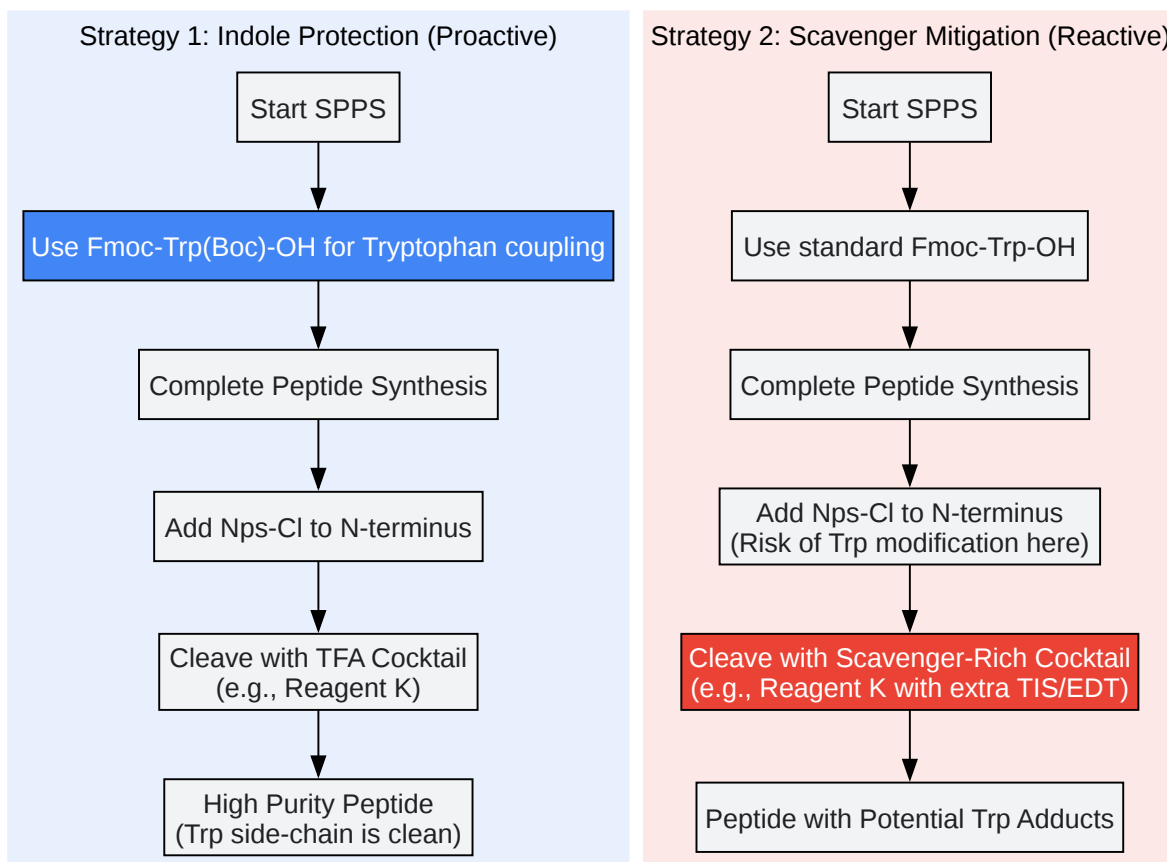 Strategy 1: Indole Protection (Proactive)
Start SPPS
Use Fmoc-Trp(Boc)-OH for Tryptophan coupling
Complete Peptide Synthesis
Add Nps-Cl to N-terminus
Cleave with TFA Cocktail
(e.g., Reagent K)
High Purity Peptide
(Trp side-chain is clean)
Strategy 2: Scavenger Mitigation (Reactive)
Start SPPS
Use standard Fmoc-Trp-OH
Complete Peptide Synthesis
Add Nps-Cl to N-terminus
(Risk of Trp modification here)
Cleave with Scavenger-Rich Cocktail
(e.g., Reagent K with extra TIS/EDT)
Peptide with Potential Trp Adducts